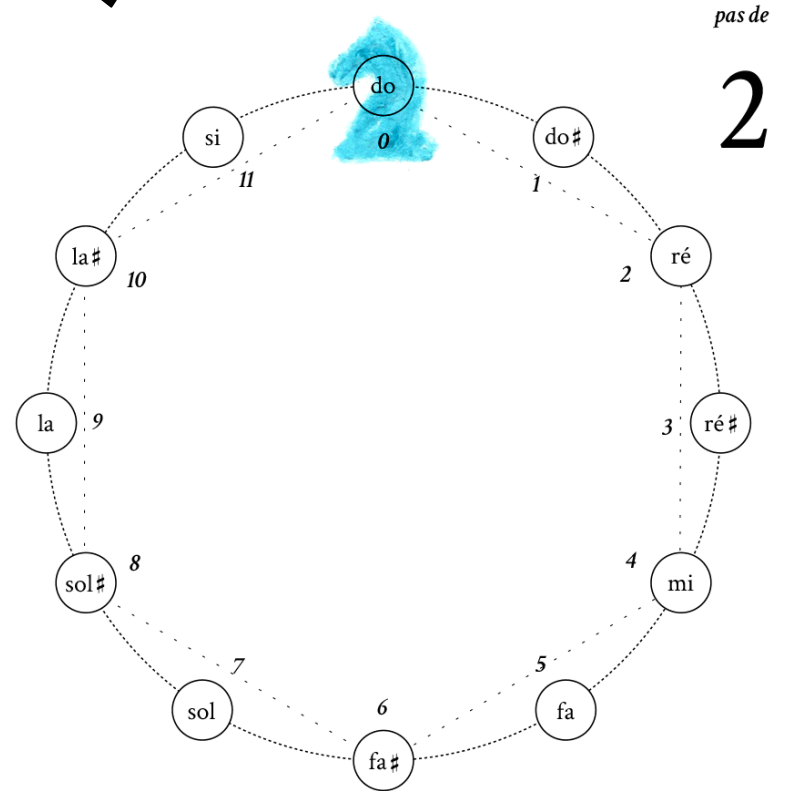 pas de
2
do
0
si
11
do♯
1
la♯
10
ré
2
la
9
ré♯
3
sol♯
8
mi
4
sol
7
fa
5
6
fa♯